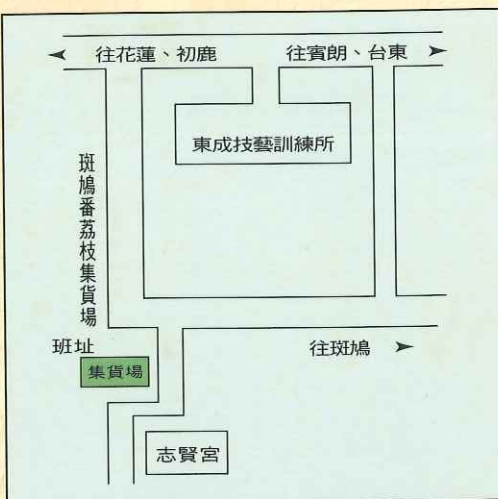 往花蓮、初鹿
往賓朗、台東
東成技藝訓練所
斑鳩番荔枝集貨場
班址
集貨場
往斑鳩
志賢宮